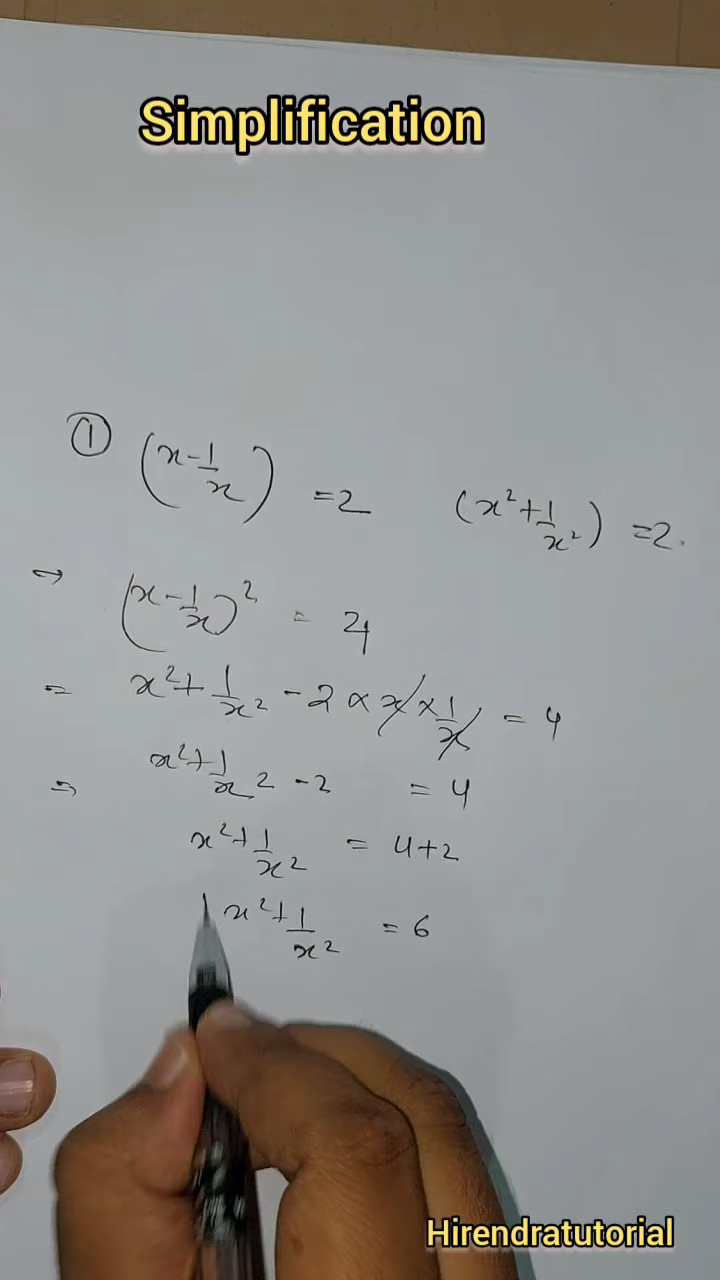 Simplification
① (x - 1/x) = 2 (x² + 1/x²) = 2.
⇒ (x - 1/x)² = 4
= x² + 1/x² - 2 × x × 1/x = 4
⇒ x² + 1/x² - 2 = 4
x² + 1/x² = 4 + 2
x² + 1/x² = 6
Hirendratutorial